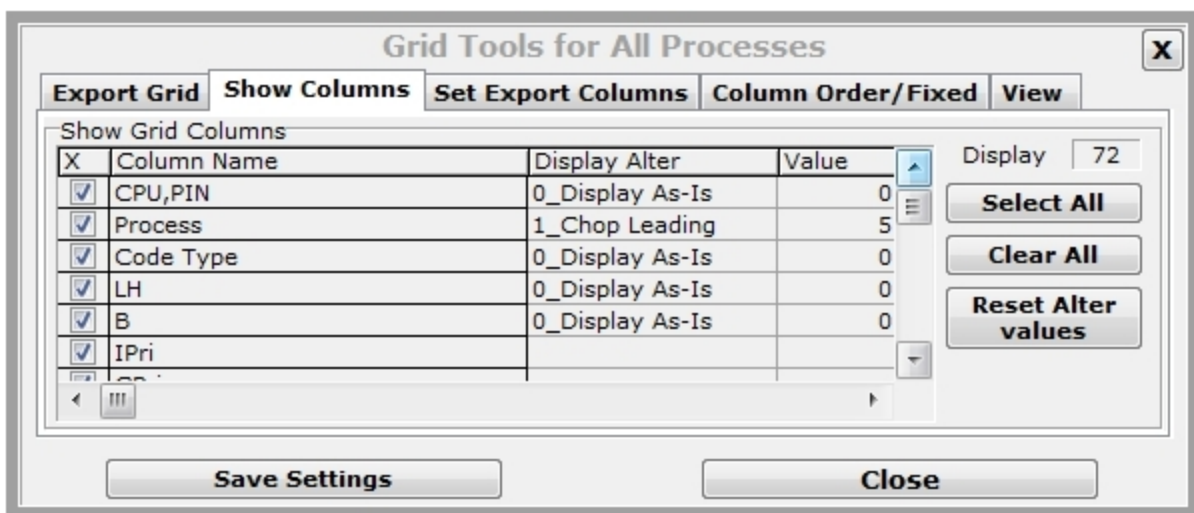 Grid Tools for All Processes X
Export Grid Show Columns Set Export Columns Column Order/Fixed View
Show Grid Columns
X Column Name Display Alter Value Display 72
CPU,PIN 0_Display As-Is 0
Select All
Process 1_Chop Leading 5
Code Type 0_Display As-Is 0
Clear All
LH 0_Display As-Is 0
B 0_Display As-Is 0
Reset Alter
values
IPri
Save Settings Close